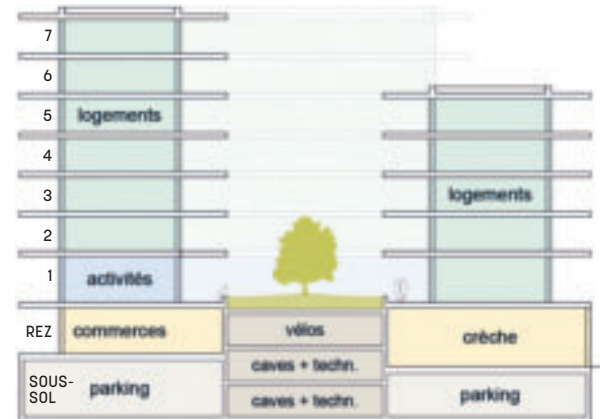 7
6
5 logements
4
3 logements
2
1 activités
REZ commerces vélos crèche
caves + techn.
SOUS-
SOL parking parking
caves + techn.